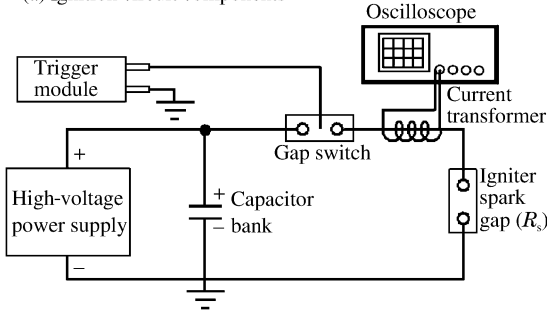 Oscilloscope
Trigger
module
Current
transformer
Gap switch
+
High-voltage
power supply
–
+ Capacitor
– bank
Igniter
spark
gap (Rs)